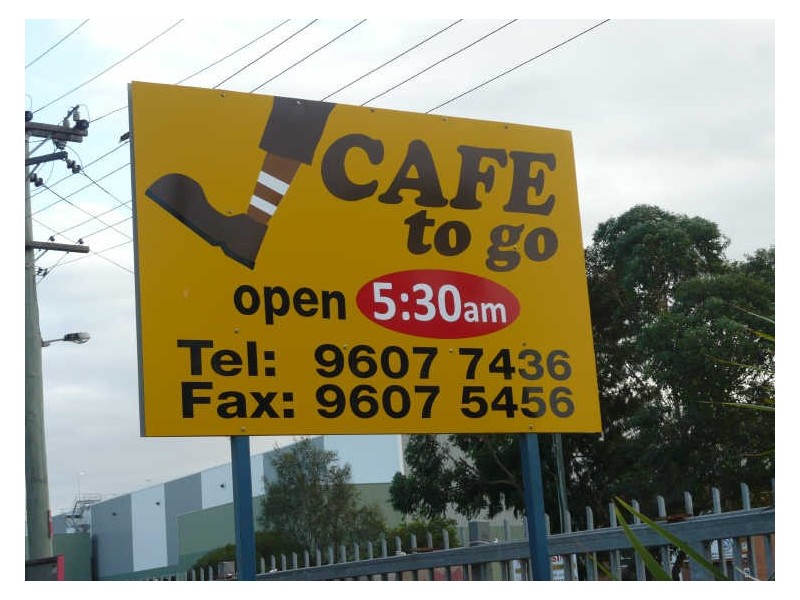 CAFE
to go
open 5:30am
Tel: 9607 7436
Fax: 9607 5456